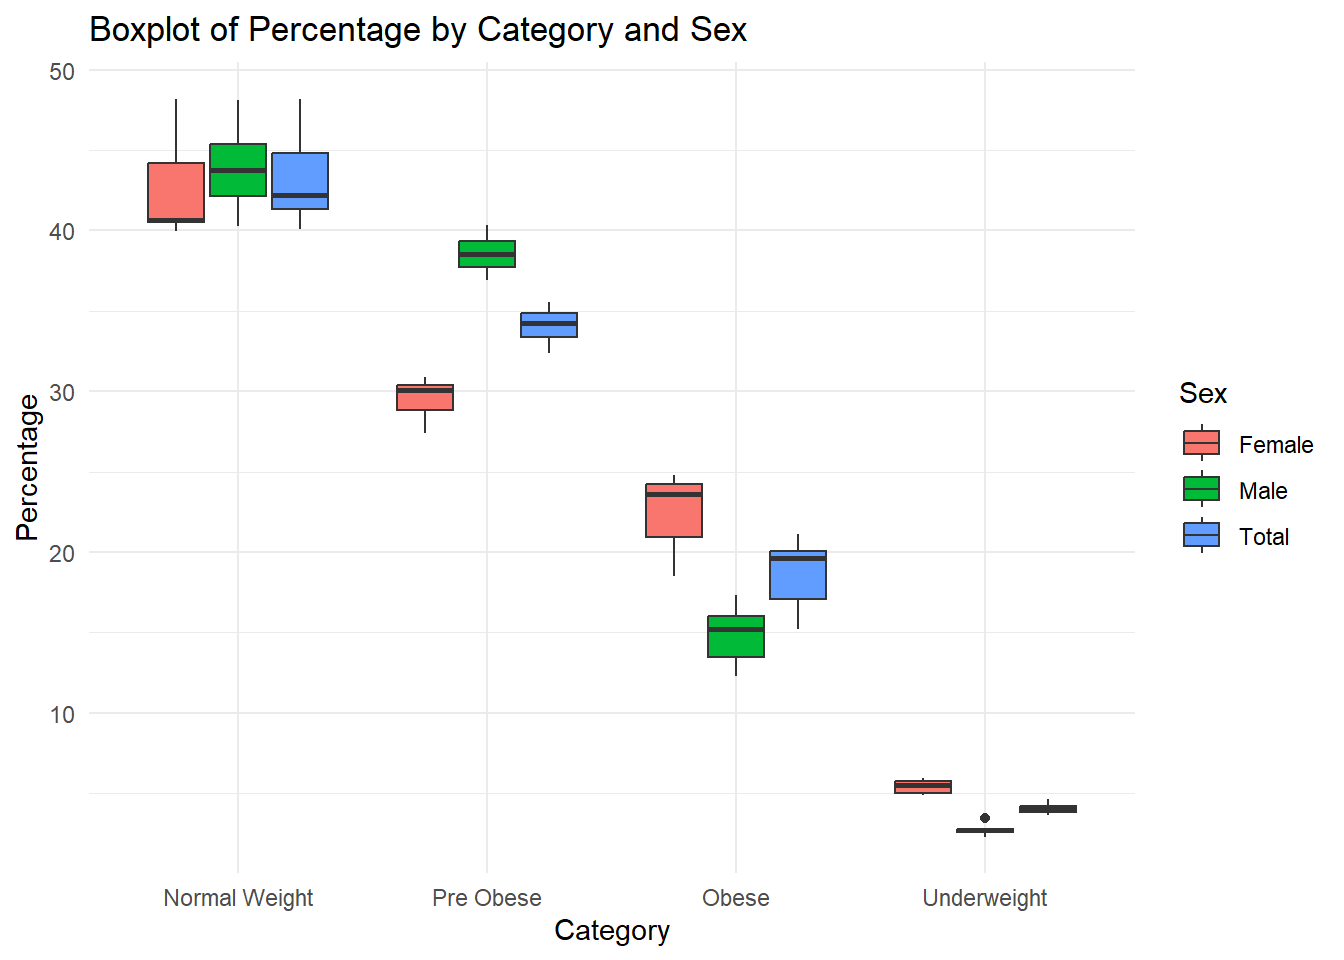 Boxplot of Percentage by Category and Sex
50
40
30
20
10
Percentage
Normal Weight
Pre Obese
Obese
Underweight
Category
Sex
Female
Male
Total